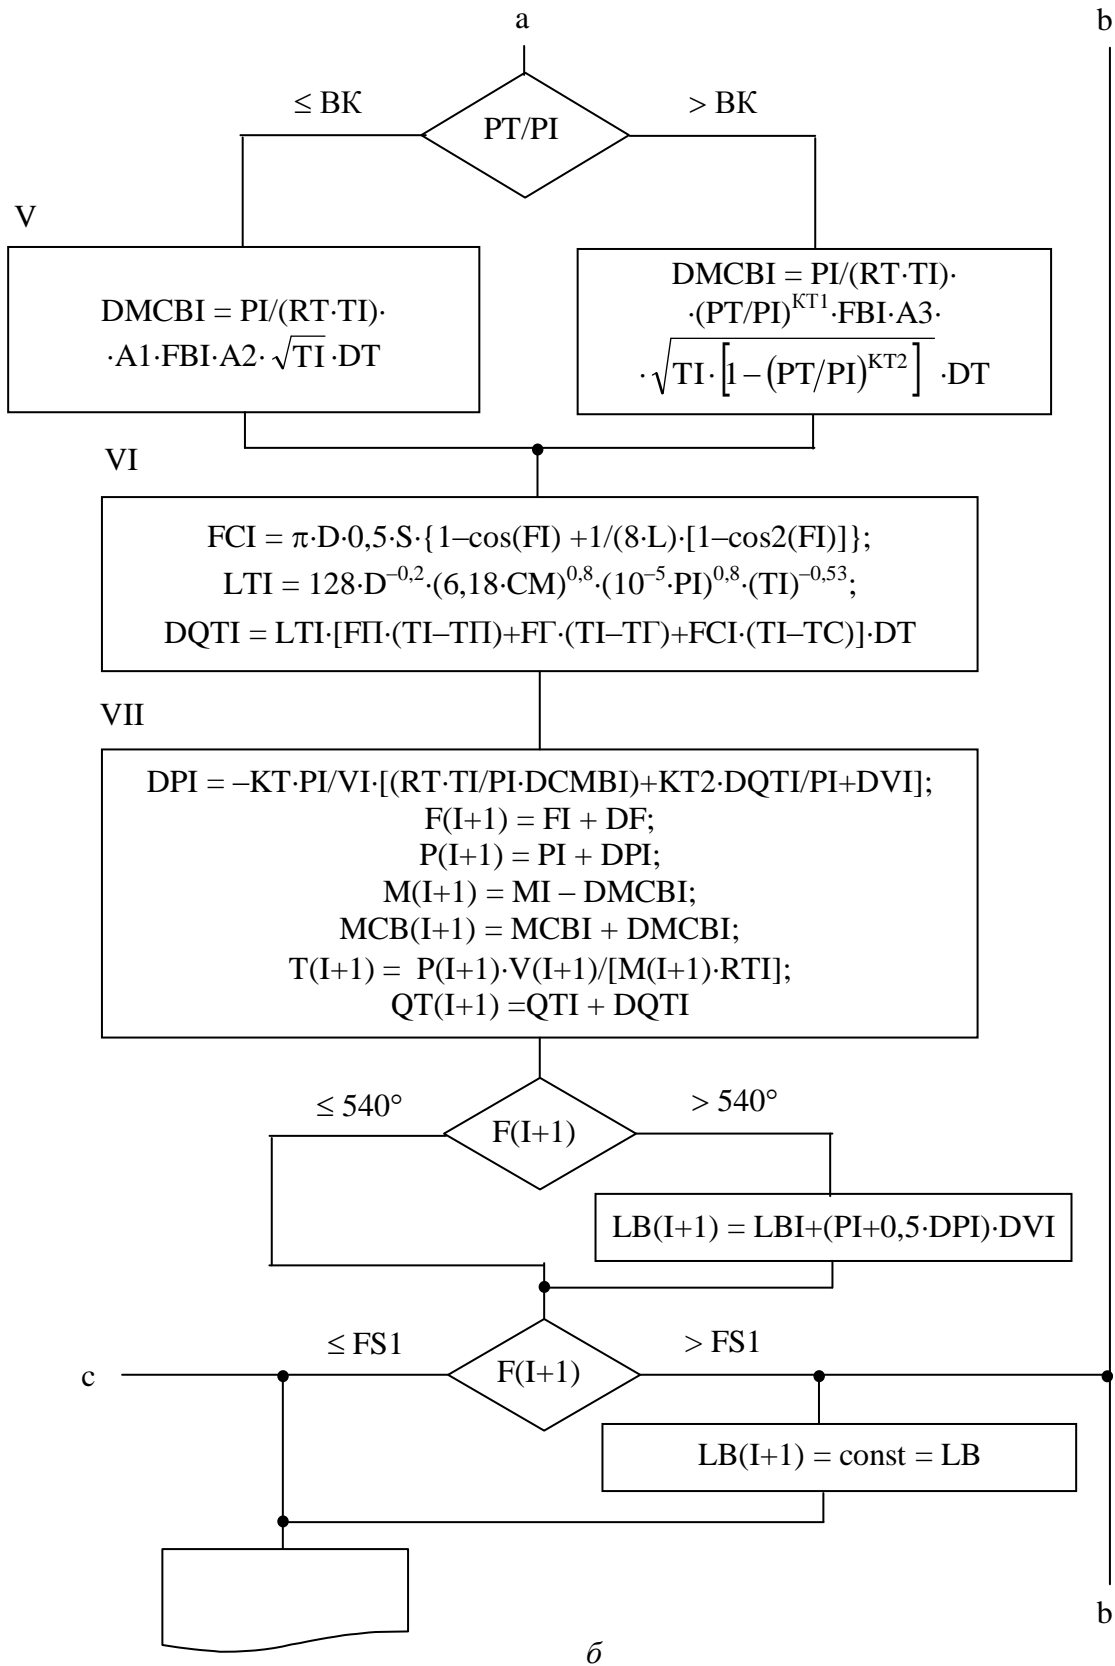 a
b
≤ ВК
> ВК
PT/PI
V
DMCBI = PI/(RT·TI)·
·A1·FBI·A2· √TI ·DT
DMCBI = PI/(RT·TI)·
·(PT/PI)^KT1·FBI·A3·
· √TI·[1–(PT/PI)^KT2] ·DT
VI
FCI = π·D·0,5·S·{1–cos(FI) +1/(8·L)·[1–cos2(FI)]};
LTI = 128·D^–0,2·(6,18·CM)^0,8·(10^–5·PI)^0,8·(TI)^–0,53;
DQTI = LTI·[FП·(TI–TП)+FГ·(TI–TГ)+FCI·(TI–TC)]·DT
VII
DPI = –KT·PI/VI·[(RT·TI/PI·DCMBI)+KT2·DQTI/PI+DVI];
F(I+1) = FI + DF;
P(I+1) = PI + DPI;
M(I+1) = MI – DMCBI;
MCB(I+1) = MCBI + DMCBI;
T(I+1) = P(I+1)·V(I+1)/[M(I+1)·RTI];
QT(I+1) =QTI + DQTI
≤ 540°
> 540°
F(I+1)
LB(I+1) = LBI+(PI+0,5·DPI)·DVI
≤ FS1
> FS1
c
F(I+1)
LB(I+1) = const = LB
b
б